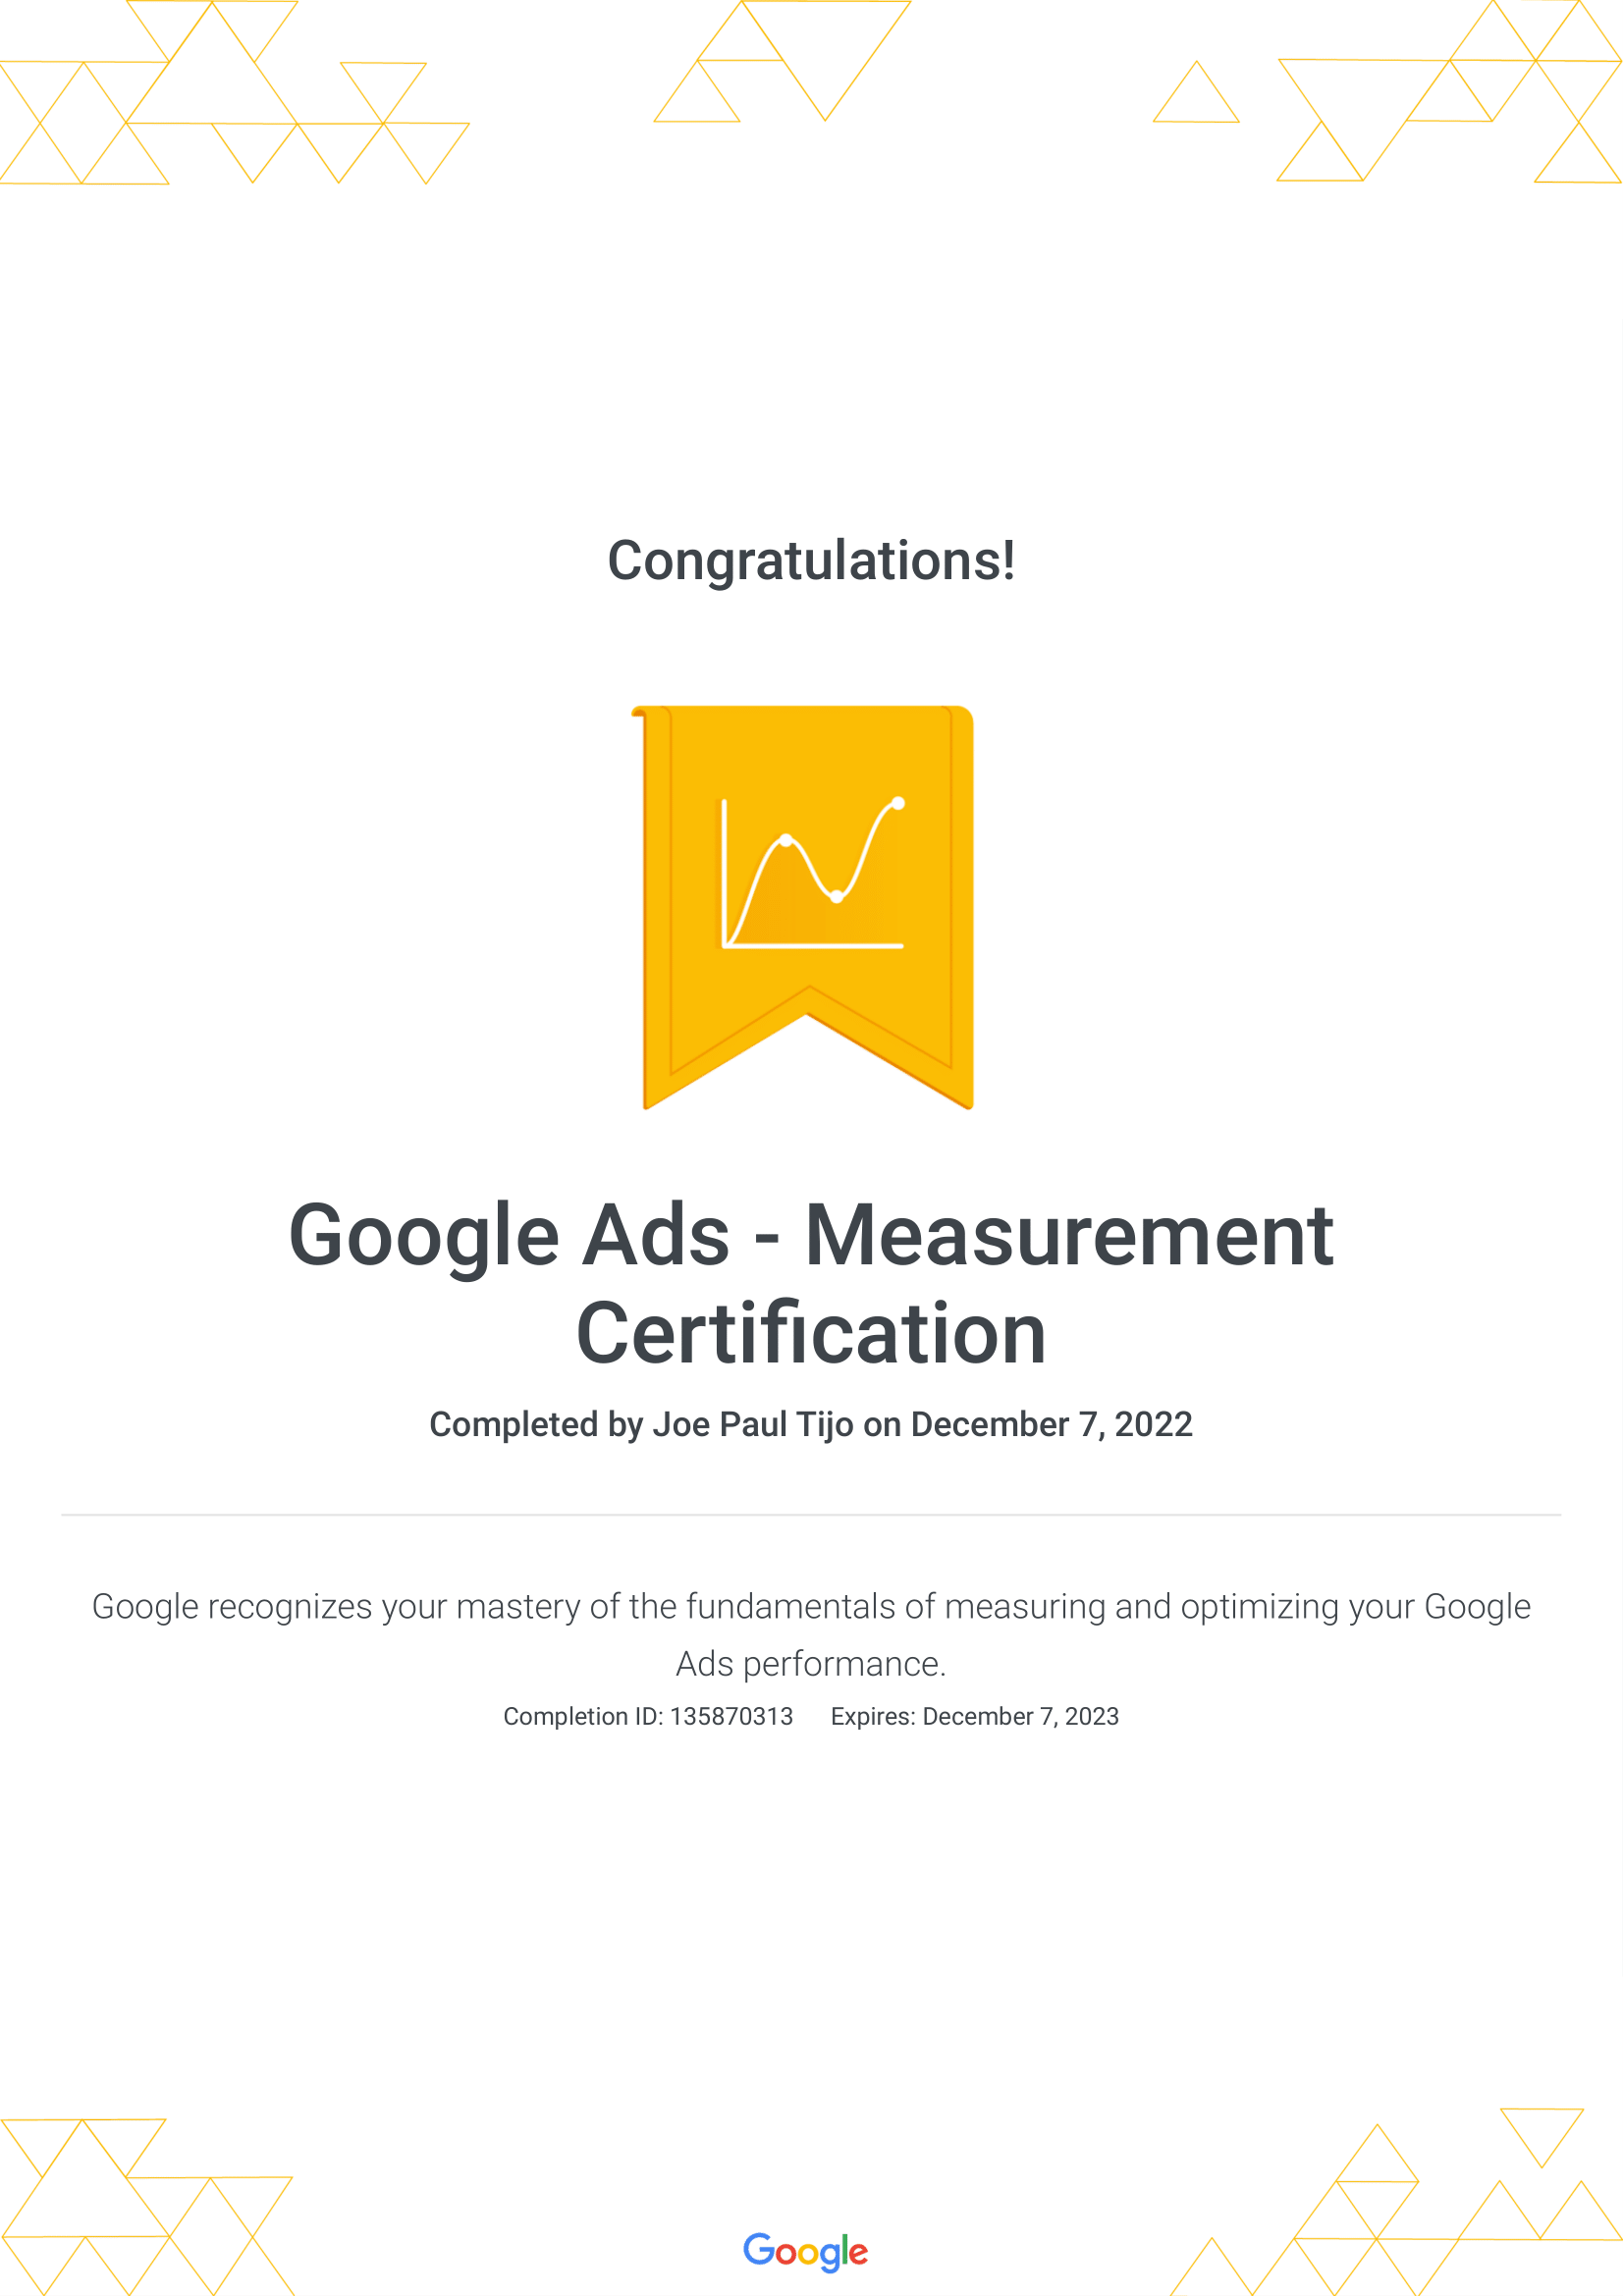 Congratulations!
Google Ads - Measurement
Certification
Completed by Joe Paul Tijo on December 7, 2022
Google recognizes your mastery of the fundamentals of measuring and optimizing your Google
Ads performance.
Completion ID: 135870313 Expires: December 7, 2023
Google